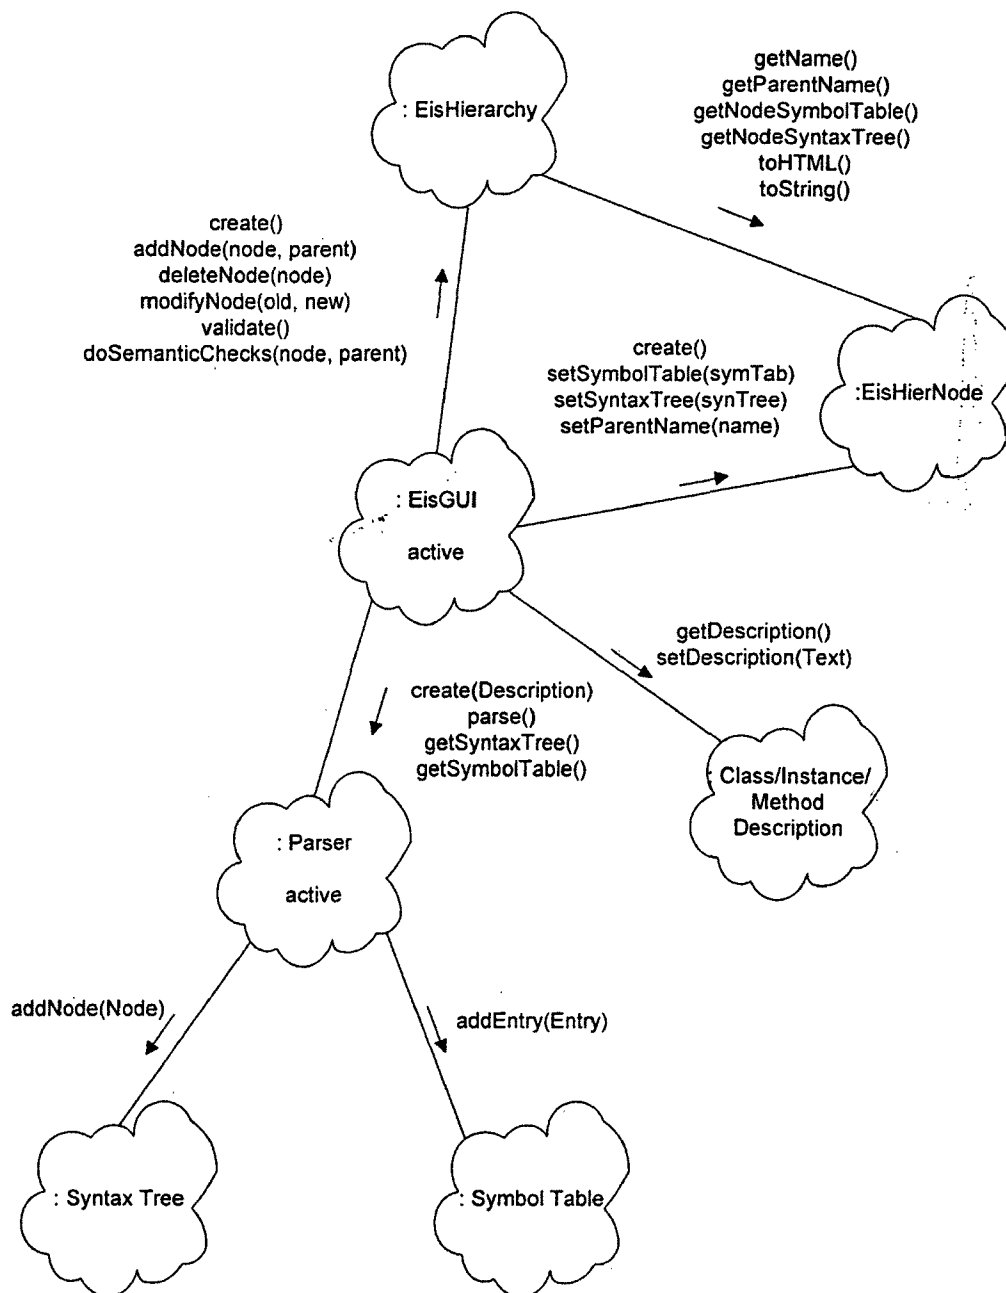 : EisHierarchy
getName()
getParentName()
getNodeSymbolTable()
getNodeSyntaxTree()
toHTML()
toString()
create()
addNode(node, parent)
deleteNode(node)
modifyNode(old, new)
validate()
doSemanticChecks(node, parent)
create()
setSymbolTable(symTab)
setSyntaxTree(synTree)
setParentName(name)
:EisHierNode
: EisGUI
active
getDescription()
setDescription(Text)
create(Description)
parse()
getSyntaxTree()
getSymbolTable()
: Class/Instance/
Method
Description
: Parser
active
addNode(Node)
addEntry(Entry)
: Syntax Tree
: Symbol Table